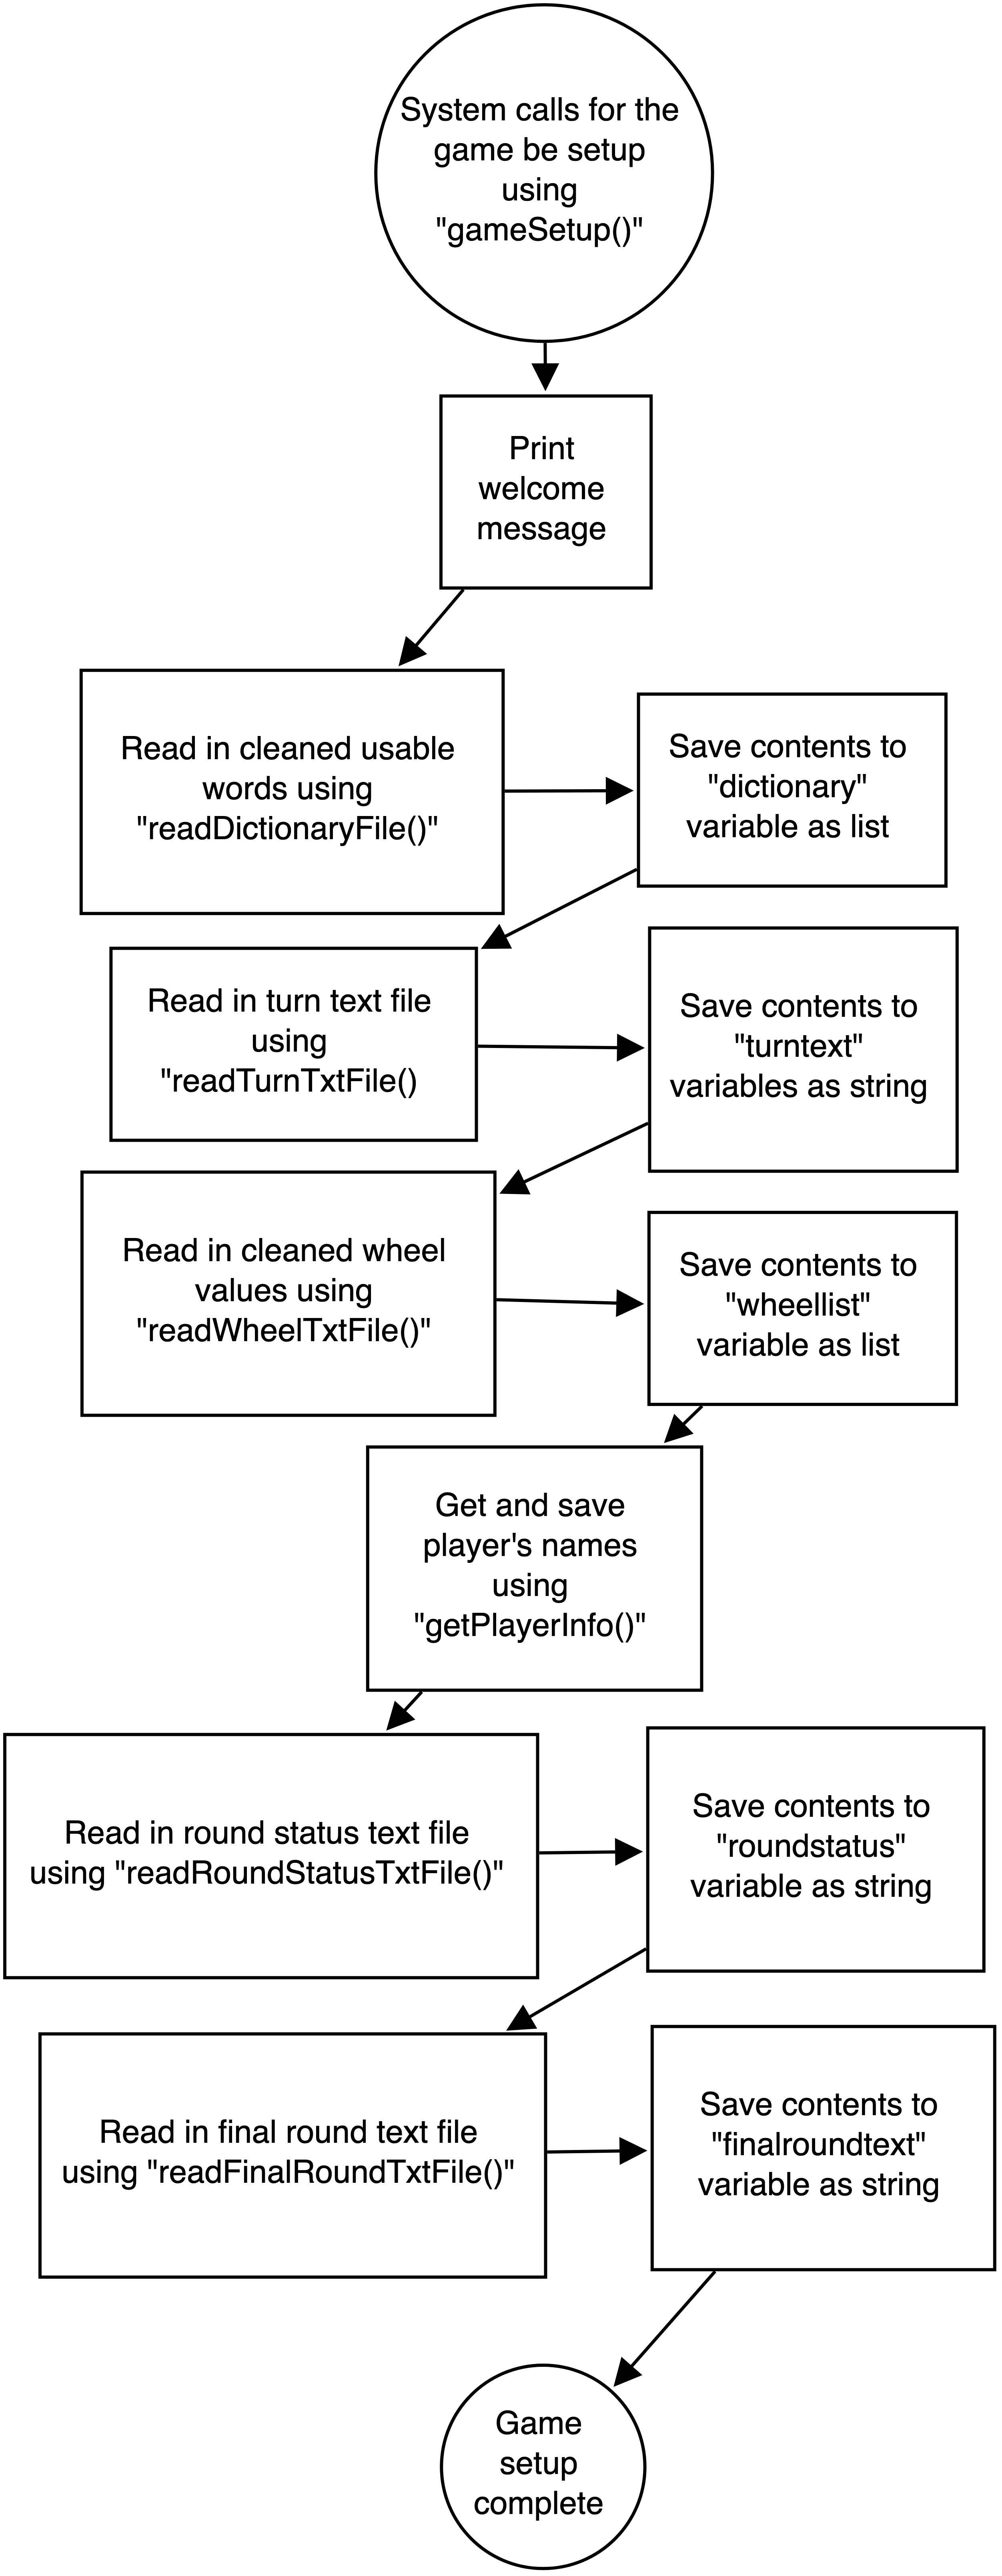 System calls for the
game be setup
using
"gameSetup()"
Print
welcome
message
Read in cleaned usable
words using
"readDictionaryFile()"
Save contents to
"dictionary"
variable as list
Read in turn text file
using
"readTurnTxtFile()
Save contents to
"turntext"
variables as string
Read in cleaned wheel
values using
"readWheelTxtFile()"
Save contents to
"wheellist"
variable as list
Get and save
player's names
using
"getPlayerInfo()"
Read in round status text file
using "readRoundStatusTxtFile()"
Save contents to
"roundstatus"
variable as string
Read in final round text file
using "readFinalRoundTxtFile()"
Save contents to
"finalroundtext"
variable as string
Game
setup
complete